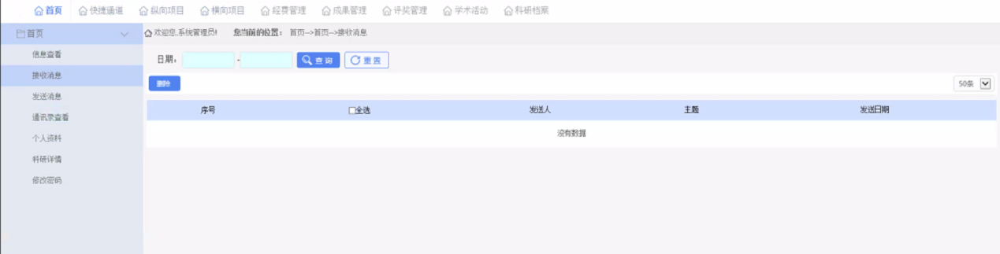 首页 快捷通道 纵向项目 横向项目 经费管理 成果管理 评奖管理 学术活动 科研档案
首页
欢迎您,系统管理员! 您当前的位置： 首页-->首页-->接收消息
信息查看
接收消息
发送消息
通讯录查看
个人资料
科研详情
修改密码
日期： - 查询 重置
删除 50条
序号 全选 发送人 主题 发送日期
没有数据